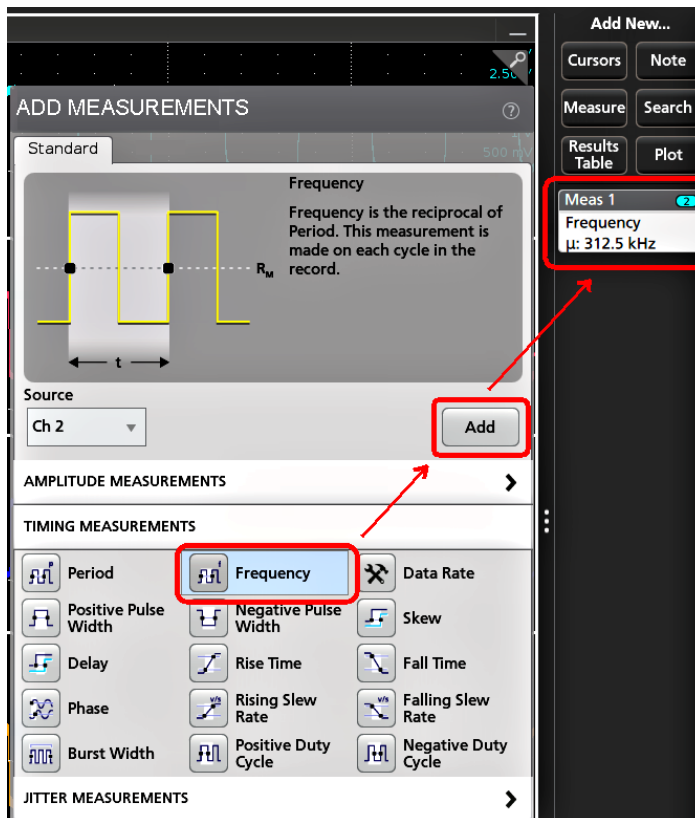 Add New...
Cursors
Note
2.50
ADD MEASUREMENTS
?
Measure
Search
Standard
500 mV
Results
Table
Plot
Frequency
Frequency is the reciprocal of
Period. This measurement is
made on each cycle in the
record.
RM
t
Meas 1
2
Frequency
μ: 312.5 kHz
Source
Ch 2
Add
AMPLITUDE MEASUREMENTS
TIMING MEASUREMENTS
Period
Frequency
Data Rate
Positive Pulse
Width
Negative Pulse
Width
Skew
Delay
Rise Time
Fall Time
Phase
Rising Slew
Rate
Falling Slew
Rate
Burst Width
Positive Duty
Cycle
Negative Duty
Cycle
JITTER MEASUREMENTS